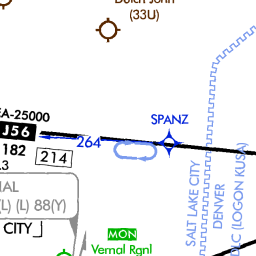 Dutch John
(33U)
EA-25000
SPANZ
J56
264
182
214
.3
IAL
(L) (L) 88(Y)
CITY
MON
Vernal Rgnl
SALT LAKE CITY
DENVER
DLC (LOGON KUSA)